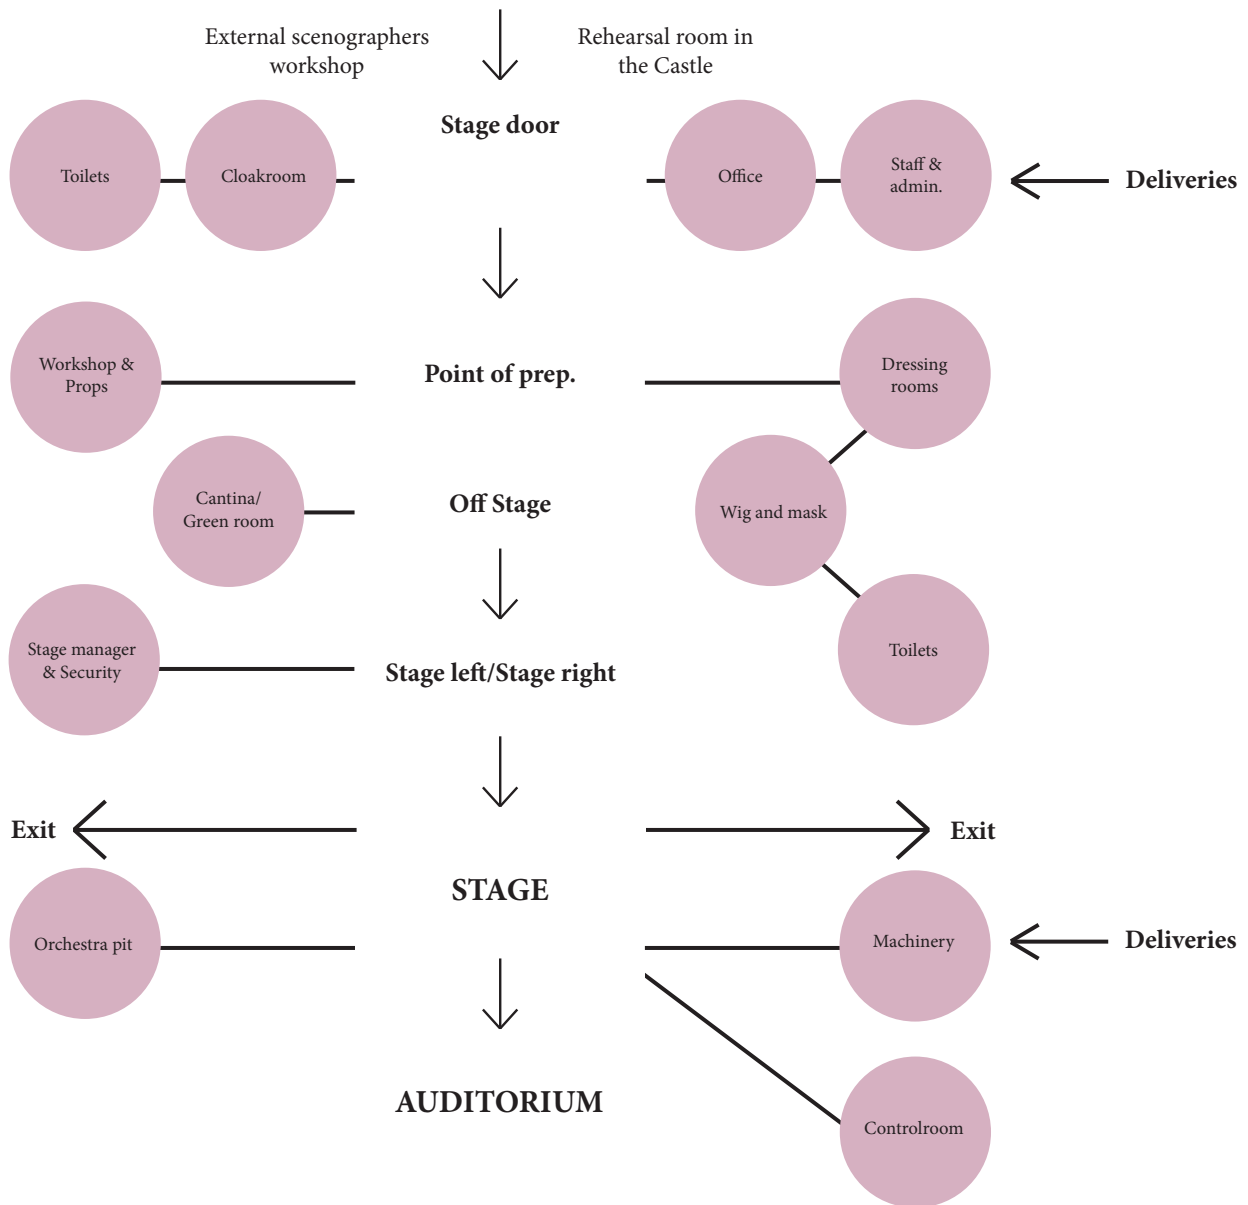 External scenographers
workshop
Rehearsal room in
the Castle
Stage door
Toilets
Cloakroom
Office
Staff &
admin.
Deliveries
Workshop &
Props
Point of prep.
Dressing
rooms
Cantina/
Green room
Off Stage
Wig and mask
Stage manager
& Security
Stage left/Stage right
Toilets
Exit
Exit
STAGE
Orchestra pit
Machinery
Deliveries
AUDITORIUM
Controlroom